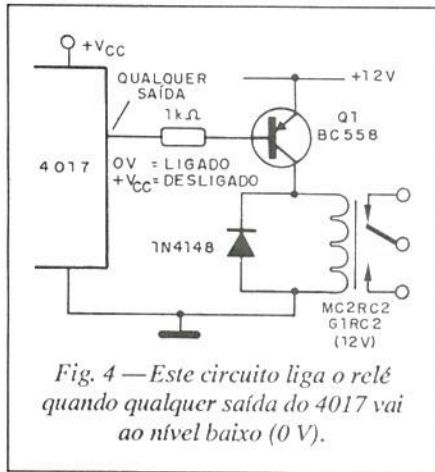 +VCC
QUALQUER
SAÍDA
+12V
1kΩ
Q1
BC558
4017
0V = LIGADO
+VCC= DESLIGADO
1N4148
MC2RC2
G1RC2
(12V)
Fig. 4 — Este circuito liga o relé
quando qualquer saída do 4017 vai
ao nível baixo (0 V).